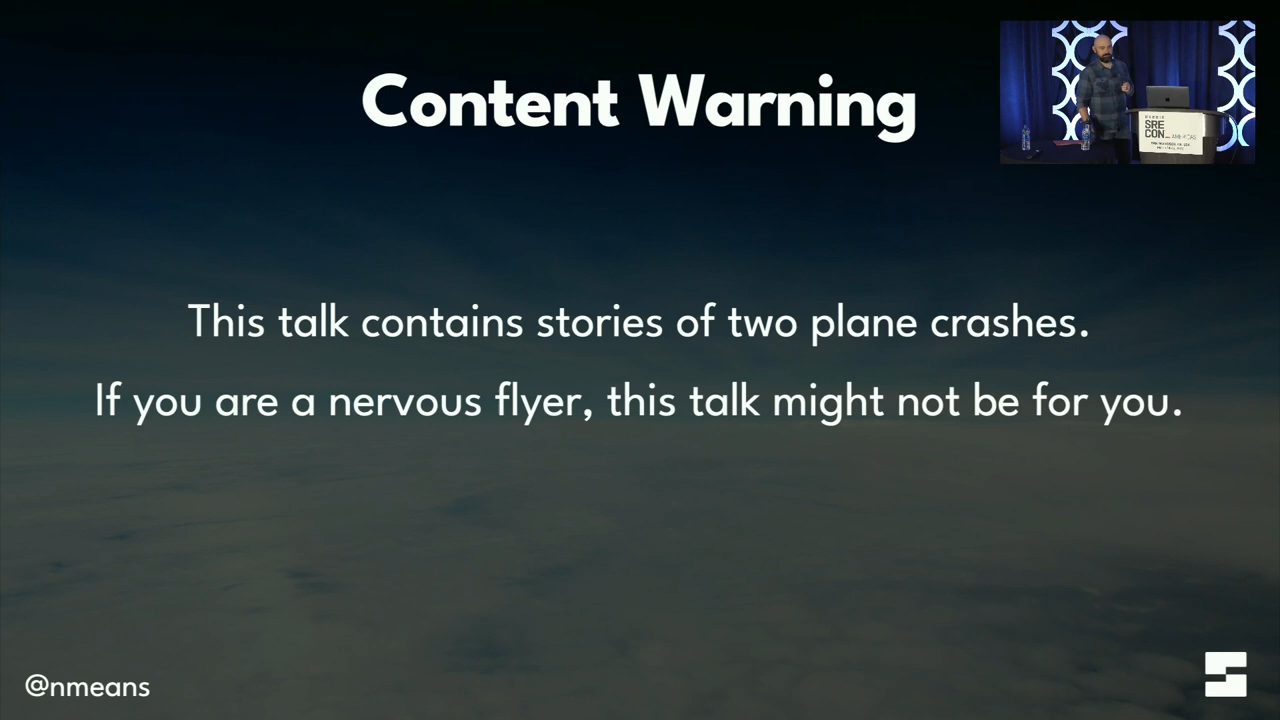 Content Warning
SRE
CON
AMERICAS
This talk contains stories of two plane crashes.
If you are a nervous flyer, this talk might not be for you.
@nmeans